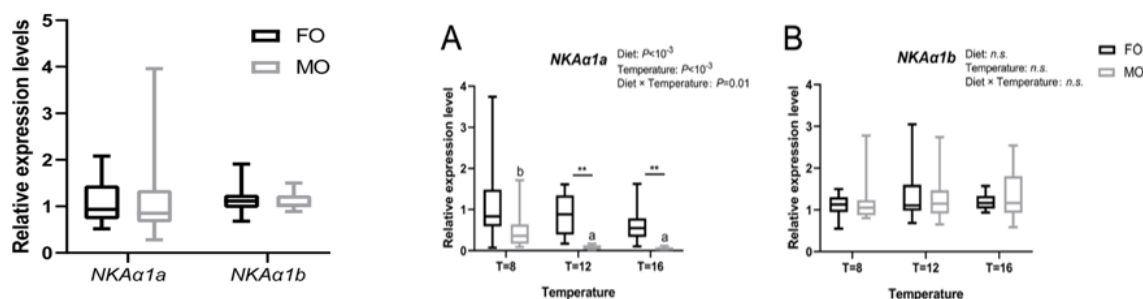 Relative expression levels
5
4
3
2
1
0
NKAα1a
NKAα1b
FO
MO
A
NKAα1a
Diet: P<10⁻³
Temperature: P<10⁻³
Diet × Temperature: P=0.01
Relative expression level
4
3
2
1
0
b
**
a
**
a
T=8
T=12
T=16
Temperature
B
NKAα1b
Diet: n.s.
Temperature: n.s.
Diet × Temperature: n.s.
FO
MO
Relative expression level
4
3
2
1
0
T=8
T=12
T=16
Temperature